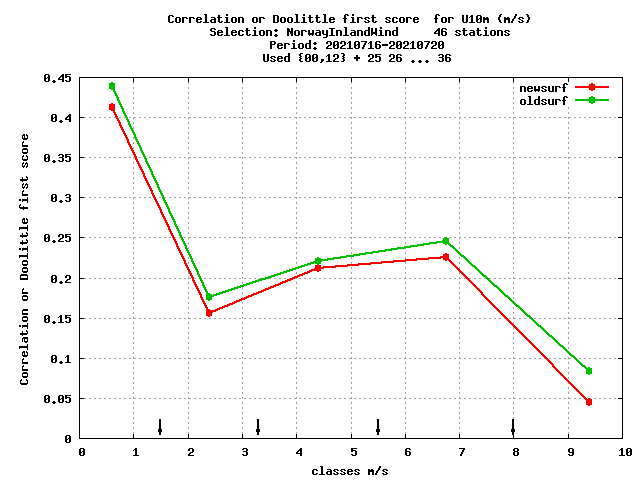 Correlation or Doolittle first score  for U10m (m/s)
Selection: NorwayInlandWind     46 stations
Period: 20210716-20210720
Used {00,12} + 25 26 ... 36
newsurf
oldsurf
Correlation or Doolittle first score
0.45
0.4
0.35
0.3
0.25
0.2
0.15
0.1
0.05
0
0 1 2 3 4 5 6 7 8 9 10
classes m/s